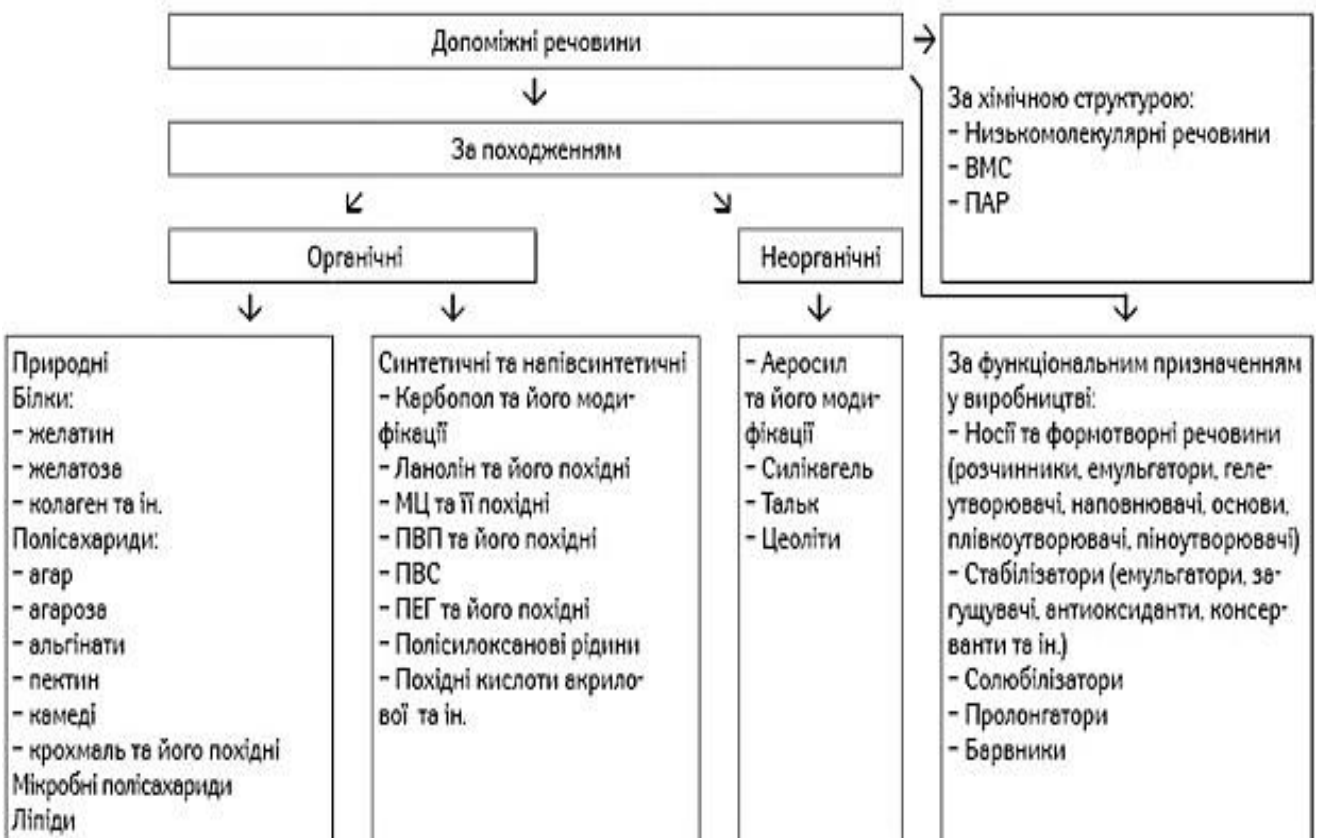 Допоміжні речовини
За походженням
За хімічною структурою:
– Низькомолекулярні речовини
– ВМС
– ПАР
Органічні
Неорганічні
Природні
Білки:
– желатин
– желатоза
– колаген та ін.
Полісахариди:
– агар
– агароза
– альгінати
– пектин
– камеді
– крохмаль та його похідні
Мікробні полісахариди
Ліпіди
Синтетичні та напівсинтетичні
– Карбопол та його моди-
фікації
– Ланолін та його похідні
– МЦ та її похідні
– ПВП та його похідні
– ПВС
– ПЕГ та його похідні
– Полісилоксанові рідини
– Похідні кислоти акрило-
вої та ін.
– Аеросил
та його моди-
фікації
– Силікагель
– Тальк
– Цеоліти
За функціональним призначенням
у виробництві:
– Носії та формотворні речовини
(розчинники, емульгатори, геле-
утворювачі, наповнювачі, основи,
плівкоутворювачі, піноутворювачі)
– Стабілізатори (емульгатори, за-
гущувачі, антиоксиданти, консер-
ванти та ін.)
– Солюбілізатори
– Пролонгатори
– Барвники